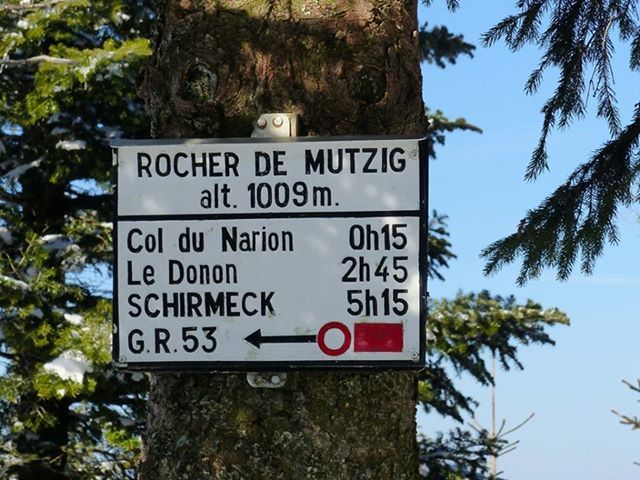 ROCHER DE MUTZIG
alt. 1009m.
Col du Narion 0h15
Le Donon 2h45
SCHIRMECK 5h15
G.R.53